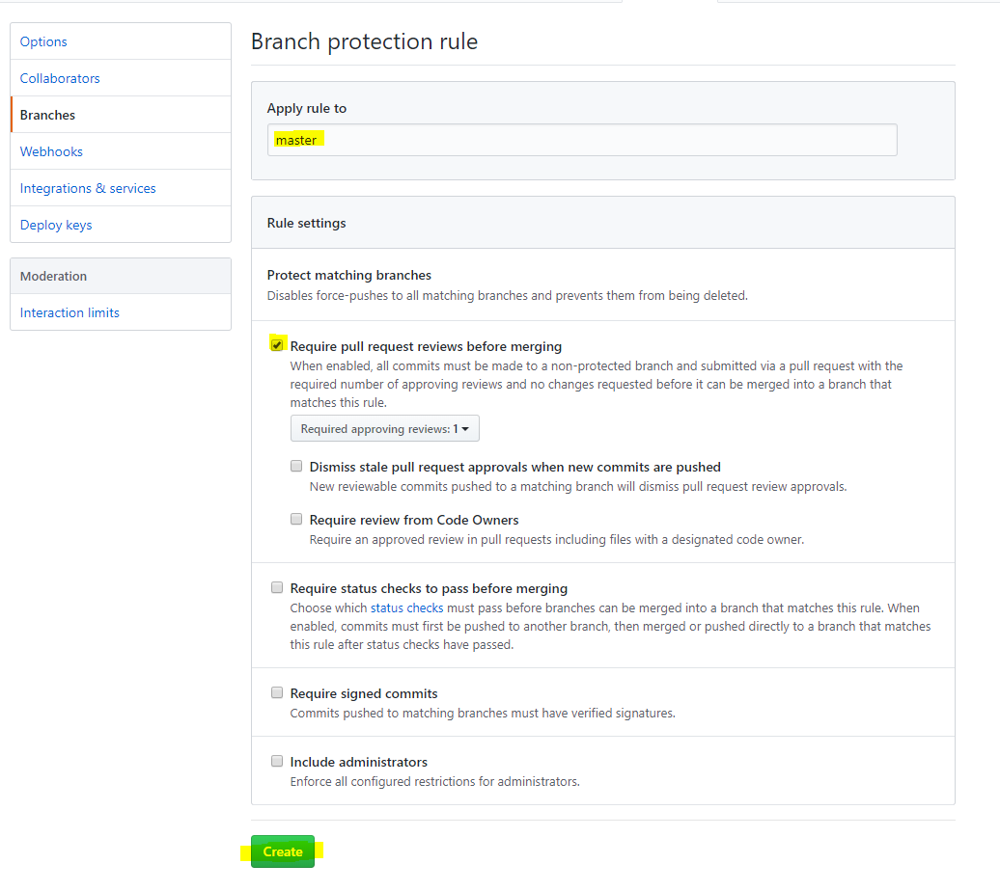 Options
Collaborators
Branches
Webhooks
Integrations & services
Deploy keys
Moderation
Interaction limits
Branch protection rule
Apply rule to
master
Rule settings
Protect matching branches
Disables force-pushes to all matching branches and prevents them from being deleted.
Require pull request reviews before merging
When enabled, all commits must be made to a non-protected branch and submitted via a pull request with the
required number of approving reviews and no changes requested before it can be merged into a branch that
matches this rule.
Required approving reviews: 1
Dismiss stale pull request approvals when new commits are pushed
New reviewable commits pushed to a matching branch will dismiss pull request review approvals.
Require review from Code Owners
Require an approved review in pull requests including files with a designated code owner.
Require status checks to pass before merging
Choose which status checks must pass before branches can be merged into a branch that matches this rule. When
enabled, commits must first be pushed to another branch, then merged or pushed directly to a branch that matches
this rule after status checks have passed.
Require signed commits
Commits pushed to matching branches must have verified signatures.
Include administrators
Enforce all configured restrictions for administrators.
Create